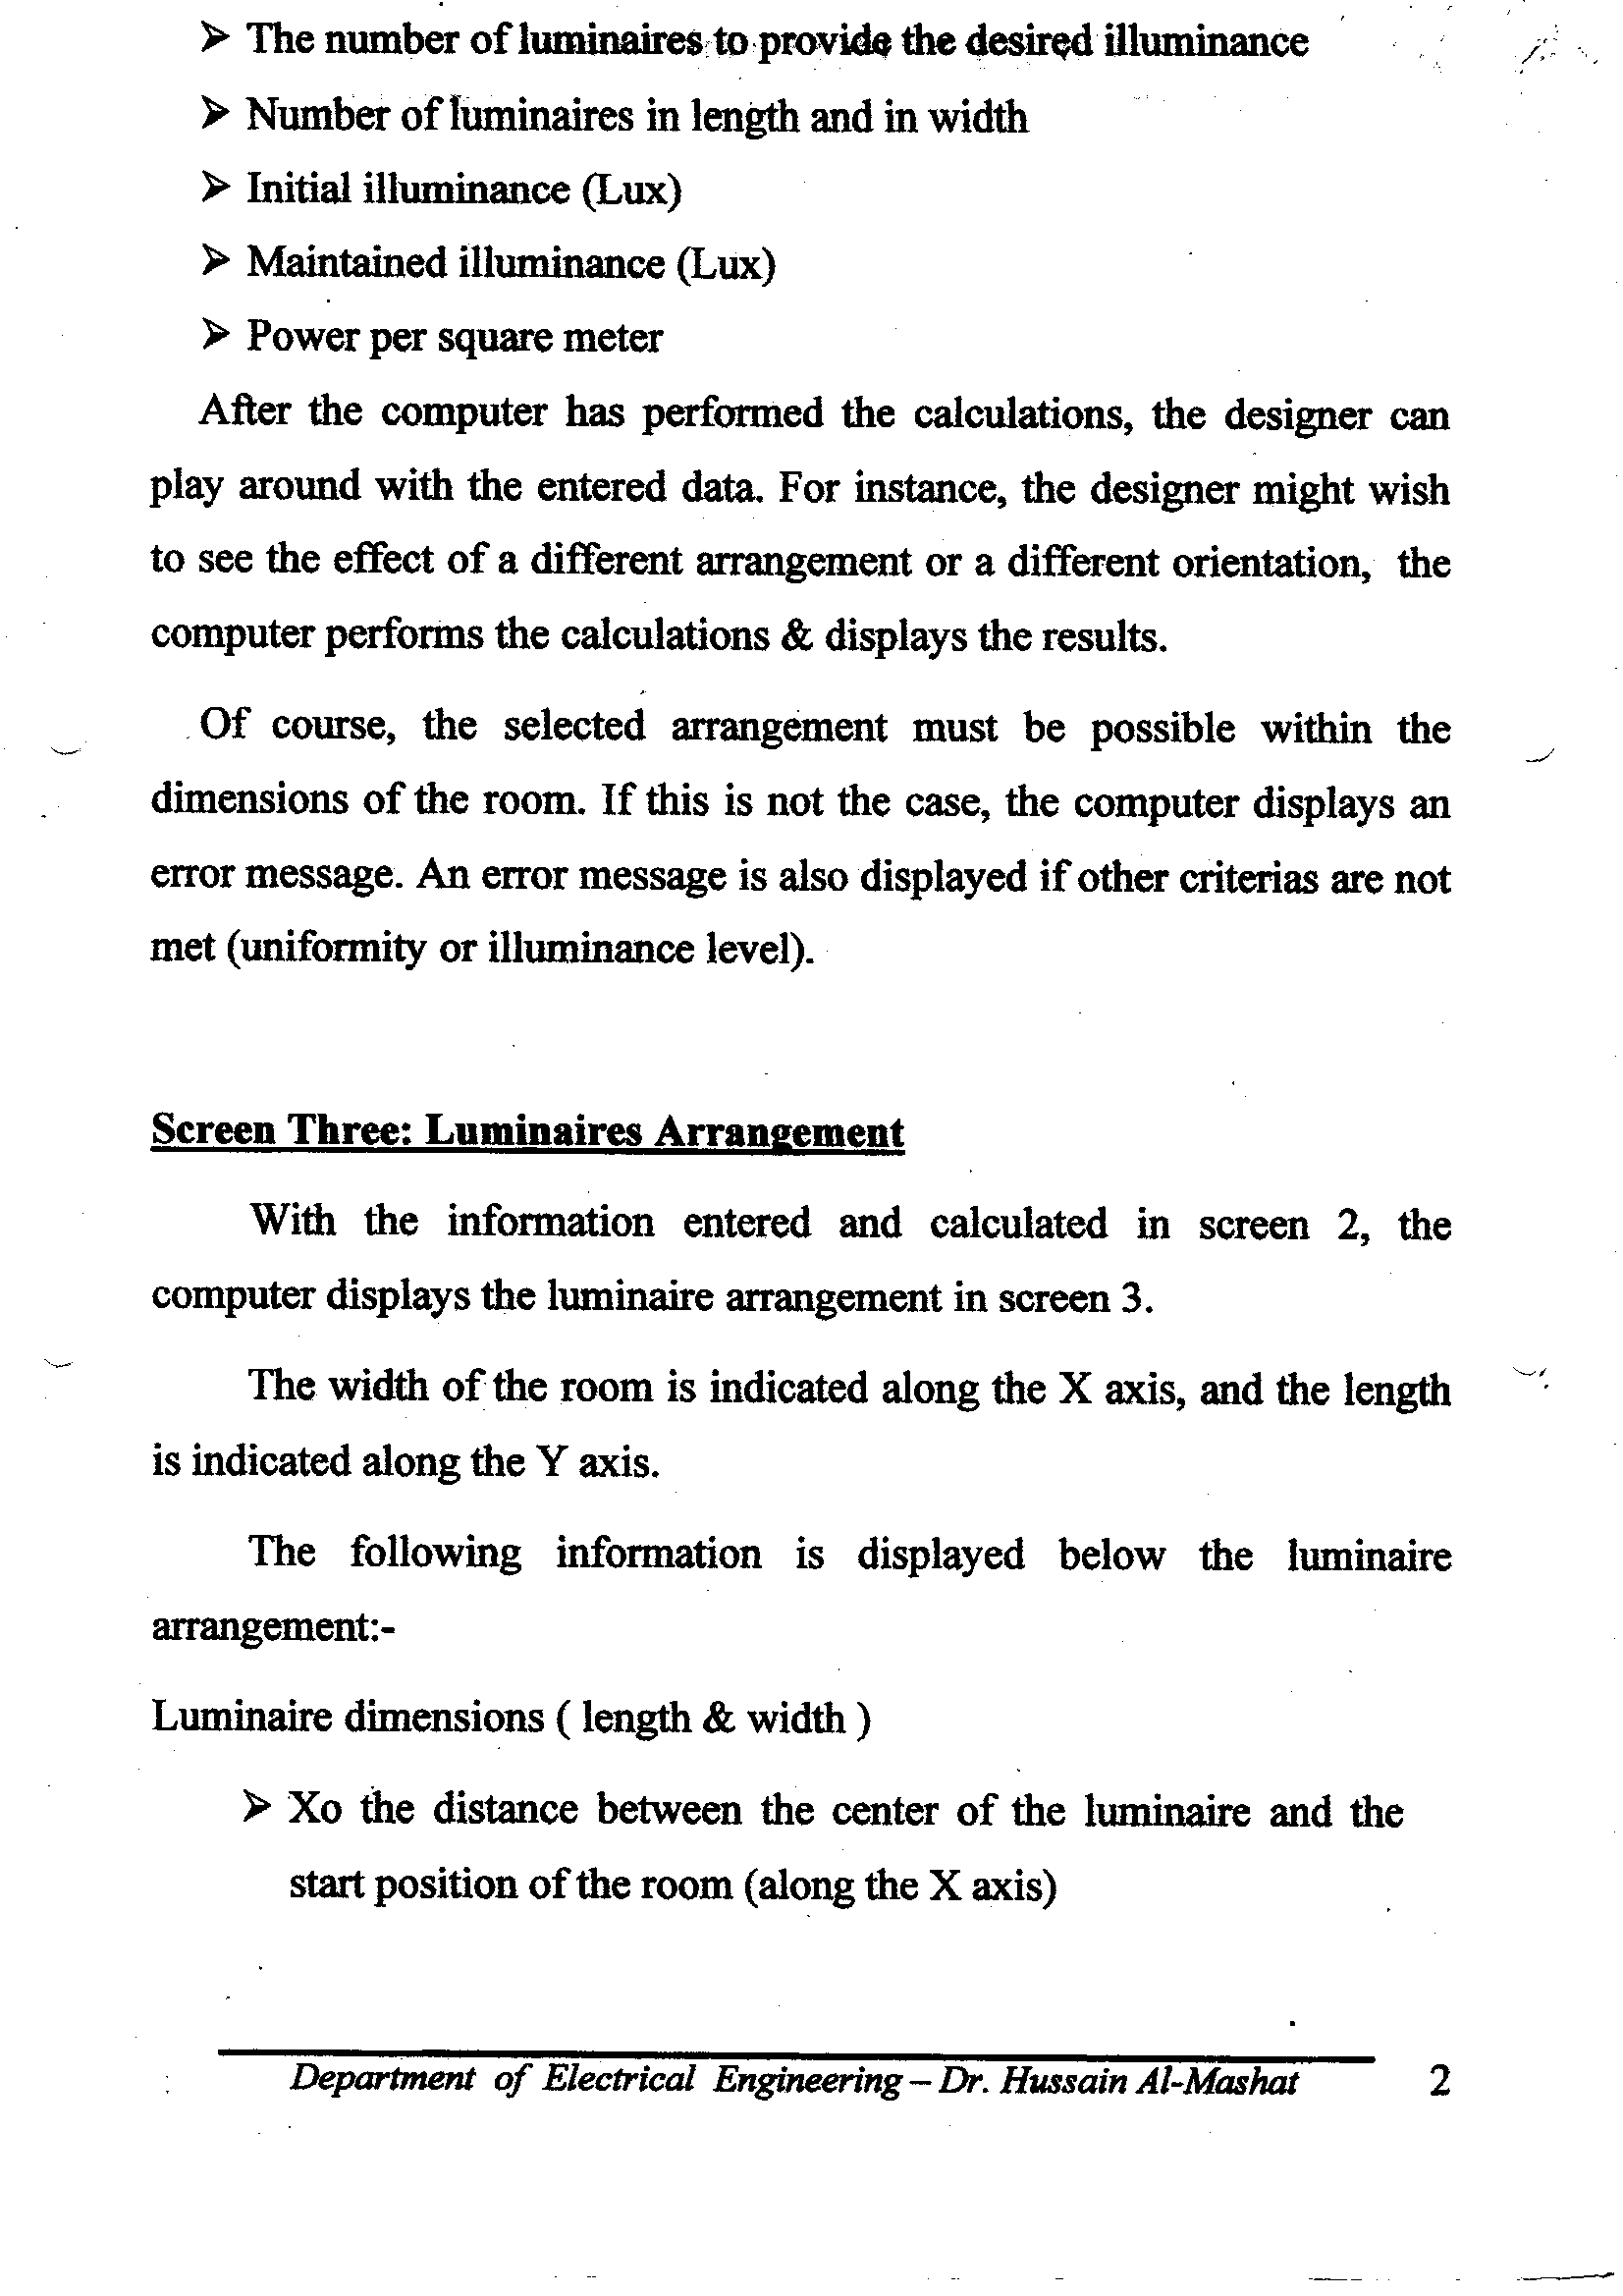 ➢ The number of luminaires to provide the desired illuminance
➢ Number of luminaires in length and in width
➢ Initial illuminance (Lux)
➢ Maintained illuminance (Lux)
➢ Power per square meter
After the computer has performed the calculations, the designer can
play around with the entered data. For instance, the designer might wish
to see the effect of a different arrangement or a different orientation, the
computer performs the calculations & displays the results.
Of course, the selected arrangement must be possible within the
dimensions of the room. If this is not the case, the computer displays an
error message. An error message is also displayed if other criterias are not
met (uniformity or illuminance level).
Screen Three: Luminaires Arrangement
With the information entered and calculated in screen 2, the
computer displays the luminaire arrangement in screen 3.
The width of the room is indicated along the X axis, and the length
is indicated along the Y axis.
The following information is displayed below the luminaire
arrangement:-
Luminaire dimensions ( length & width )
➢ Xo the distance between the center of the luminaire and the
start position of the room (along the X axis)
Department of Electrical Engineering – Dr. Hussain Al-Mashat 2